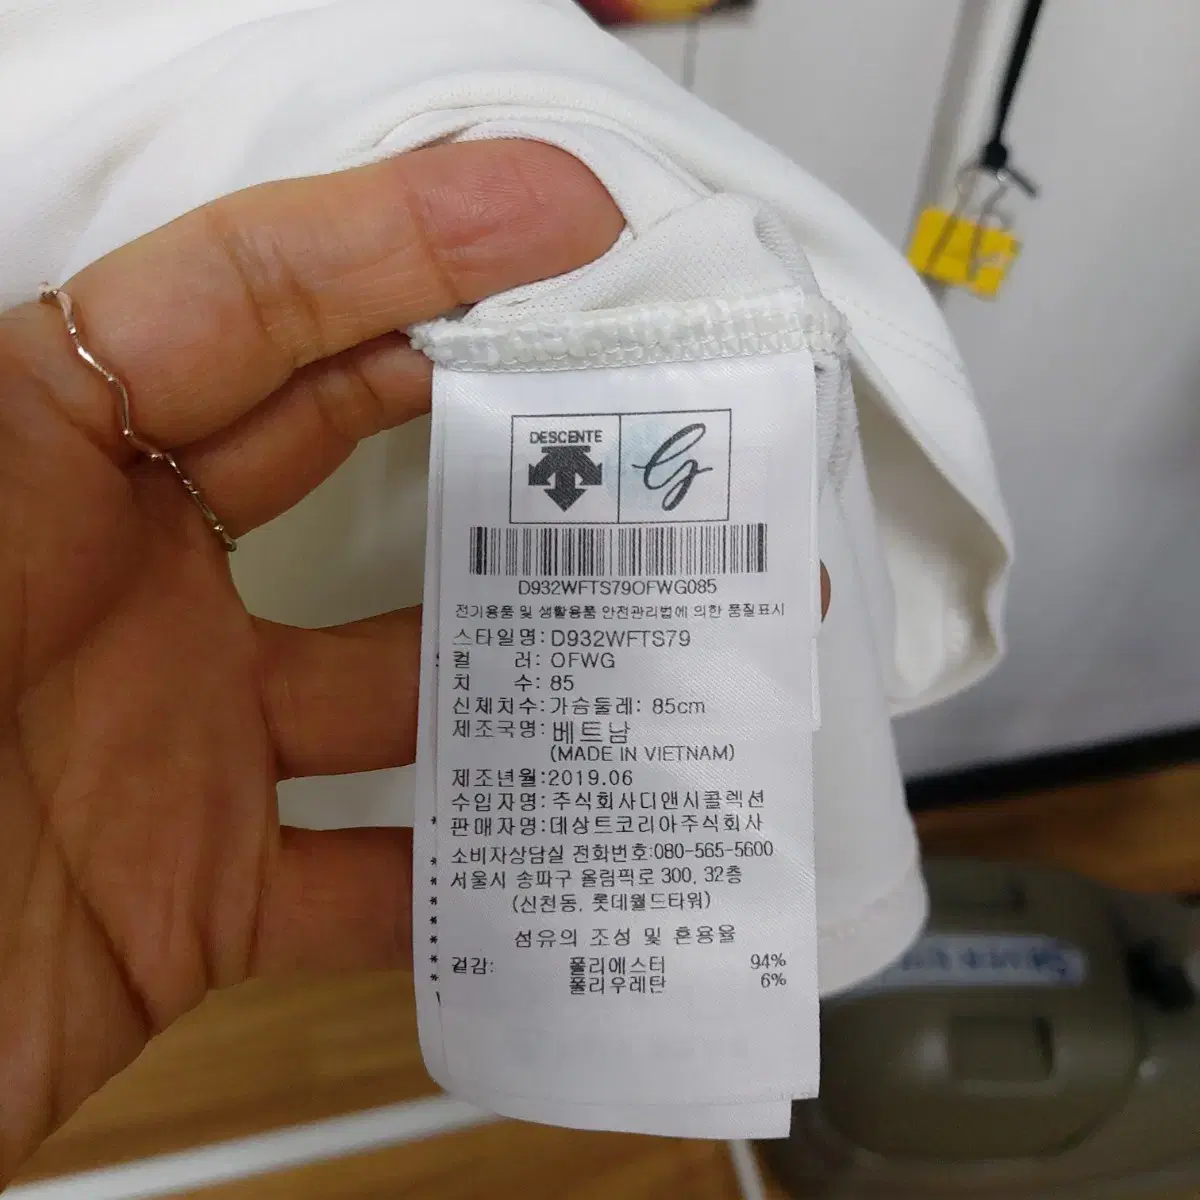 DESCENTE
G
D932WFTS79OFWG085
전기용품 및 생활용품 안전관리법에 의한 품질표시
스타일명: D932WFTS79
컬 러: OFWG
치 수: 85
신체치수: 가슴둘레: 85cm
제조국명: 베트남
(MADE IN VIETNAM)
제조년월: 2019.06
수입자명: 주식회사디앤시콜렉션
판매자명: 데상트코리아주식회사
소비자상담실 전화번호:080-565-5600
서울시 송파구 올림픽로 300, 32층
(신천동, 롯데월드타워)
섬유의 조성 및 혼용율
겉감: 폴리에스터 94%
폴리우레탄 6%